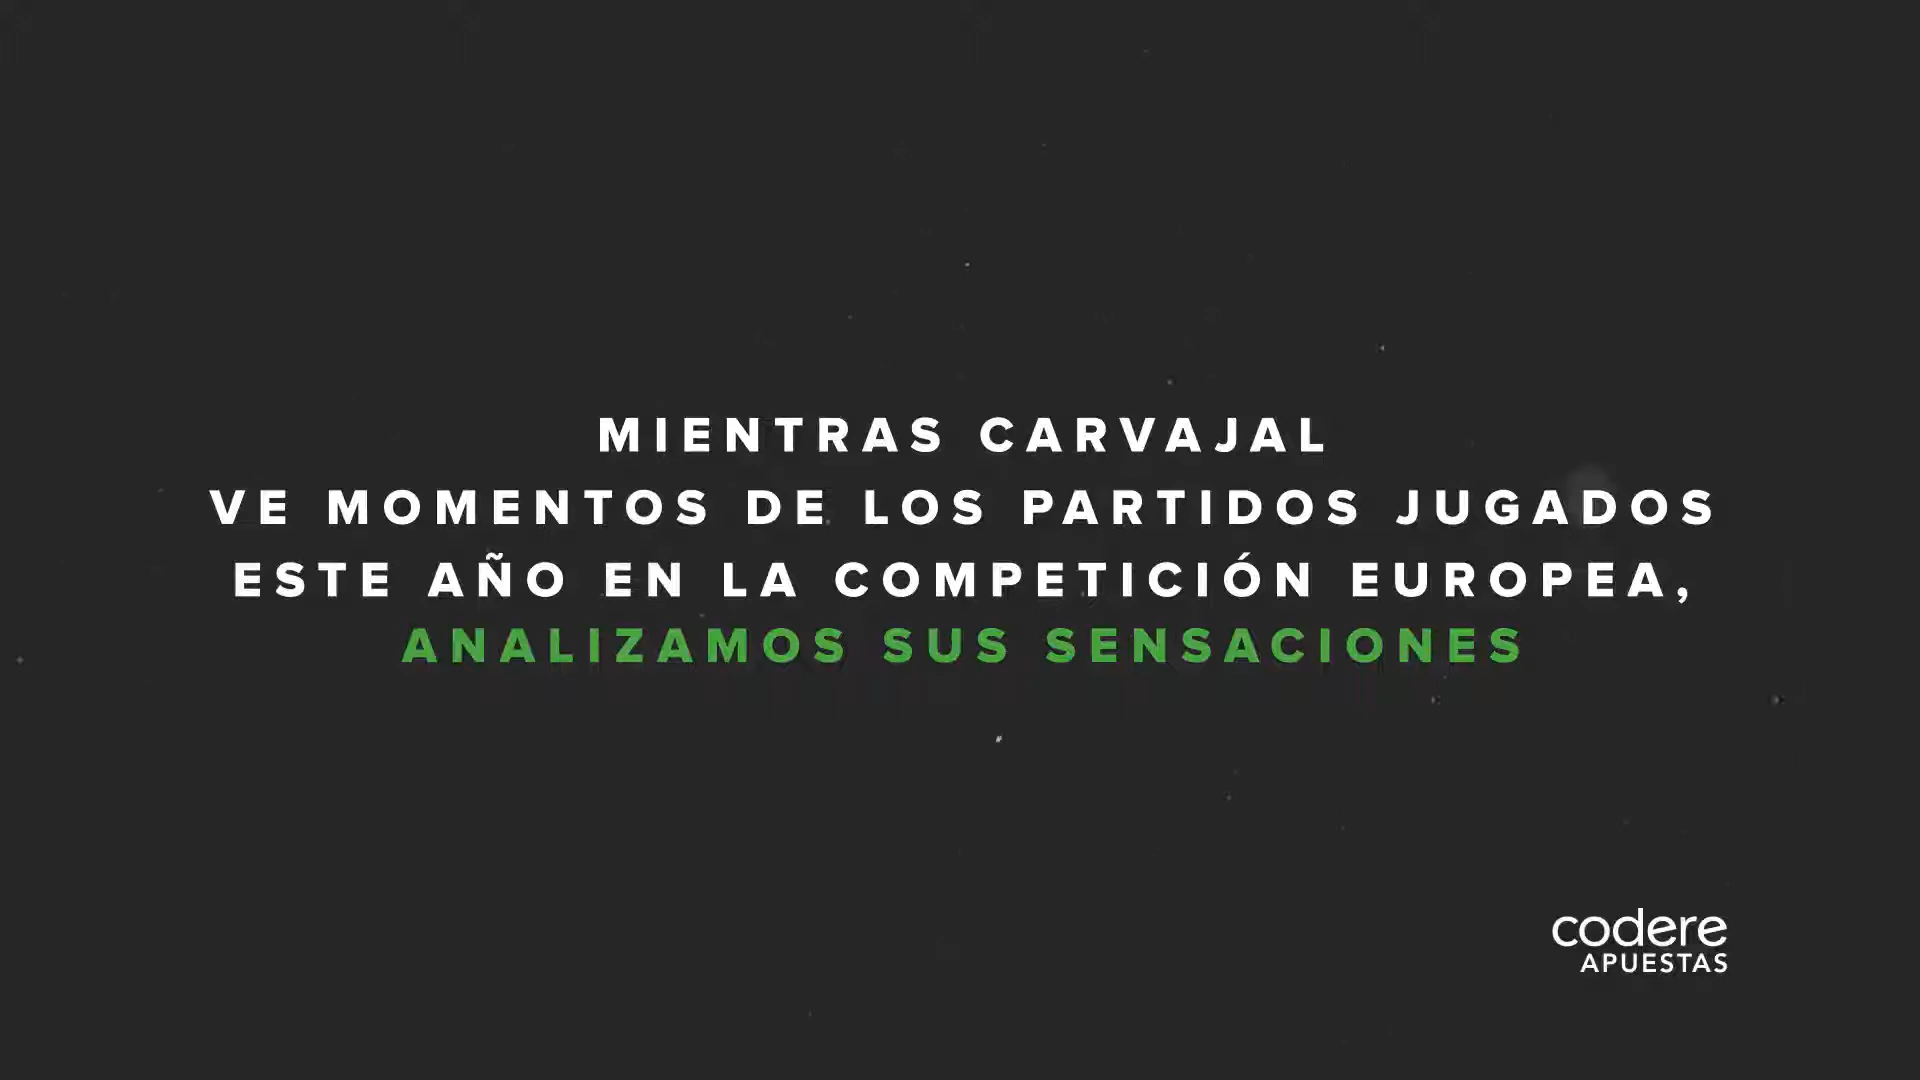 MIENTRAS CARVAJAL
VE MOMENTOS DE LOS PARTIDOS JUGADOS
ESTE AÑO EN LA COMPETICIÓN EUROPEA,
ANALIZAMOS SUS SENSACIONES
codere
APUESTAS